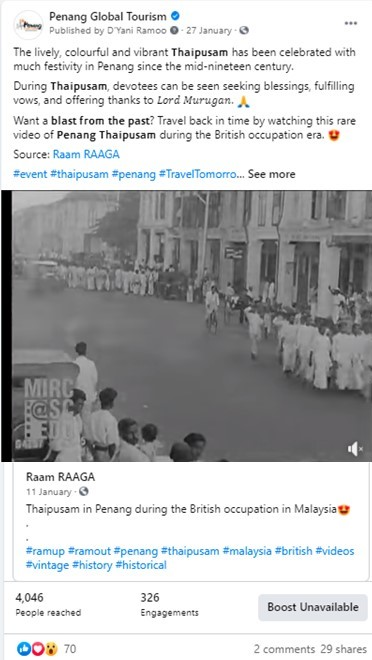 Penang Global Tourism
Published by D'Yani Ramoo · 27 January ·
The lively, colourful and vibrant Thaipusam has been celebrated with
much festivity in Penang since the mid-nineteen century.
During Thaipusam, devotees can be seen seeking blessings, fulfilling
vows, and offering thanks to Lord Murugan. 🙏
Want a blast from the past? Travel back in time by watching this rare
video of Penang Thaipusam during the British occupation era. 😍
Source: Raam RAAGA
#event #thaipusam #penang #TravelTomorro... See more
MIRC
@SC
EDU
Raam RAAGA
11 January ·
Thaipusam in Penang during the British occupation in Malaysia😍
.
.
#ramup #ramout #penang #thaipusam #malaysia #british #videos
#vintage #history #historical
4,046
People reached
326
Engagements
Boost Unavailable
70
2 comments 29 shares